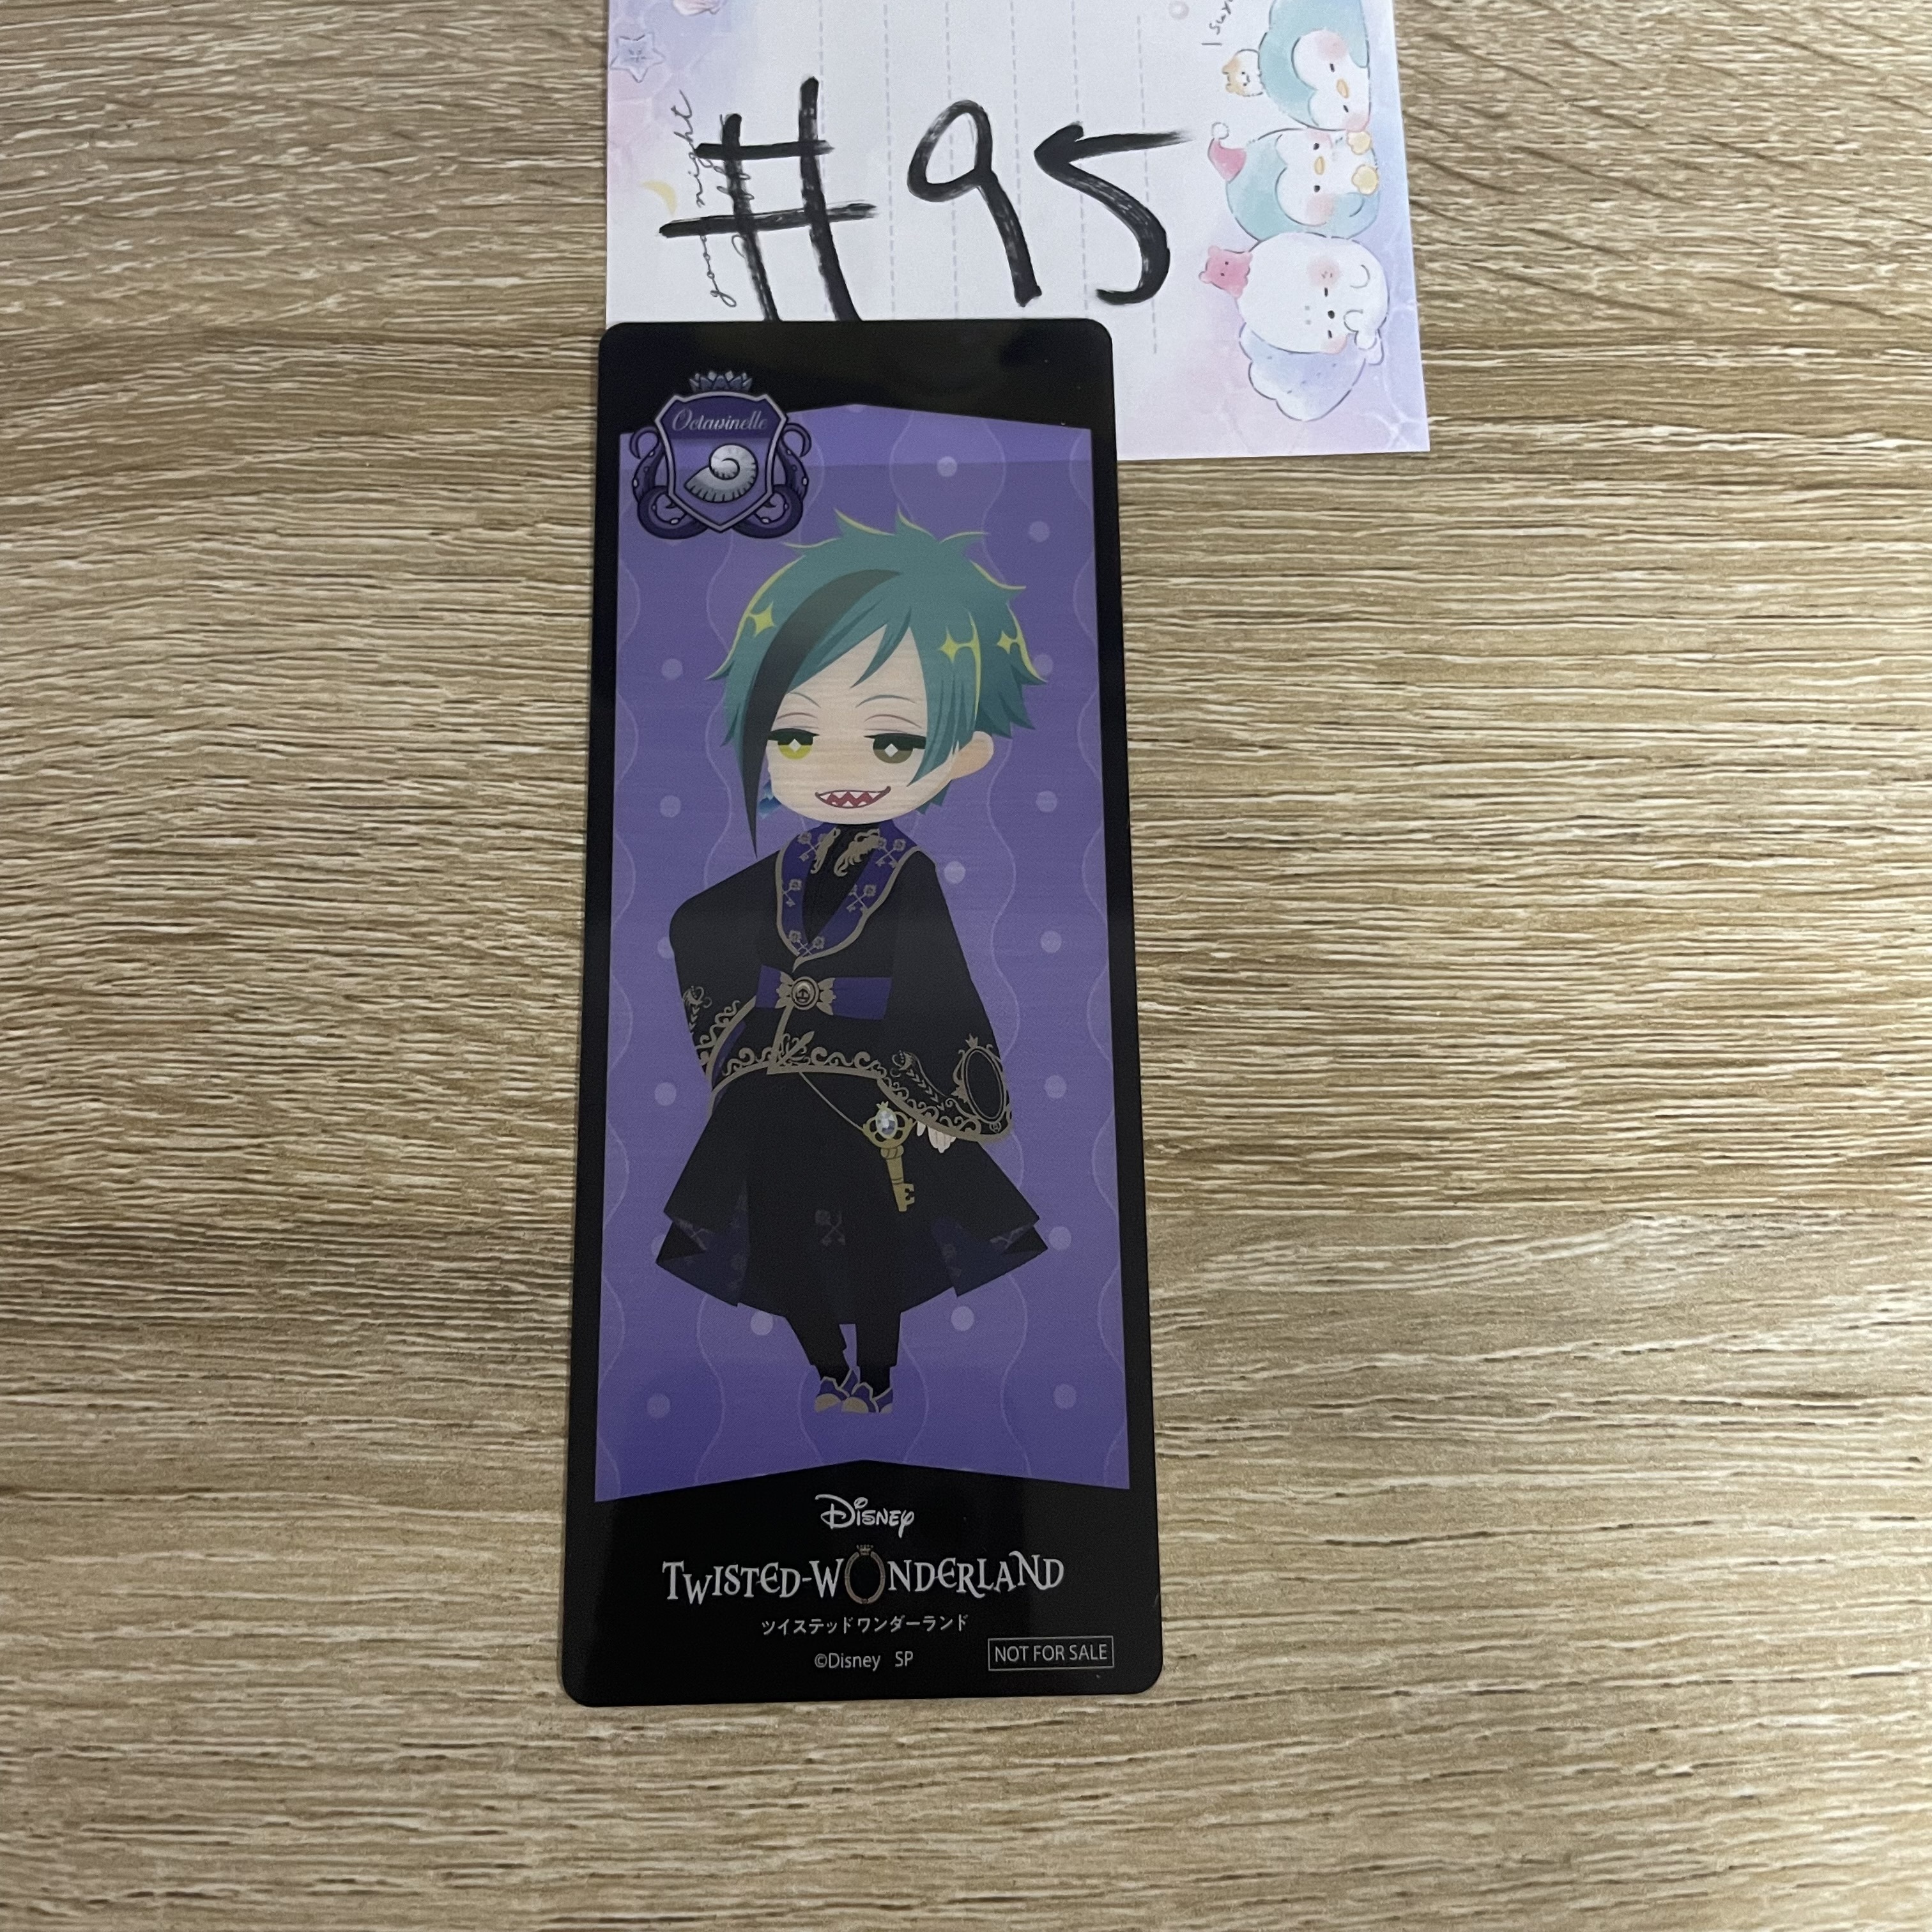 good night
#95
Octavinelle
Disney
TWISTED-WONDERLAND
ツイステッドワンダーランド
©Disney SP
NOT FOR SALE